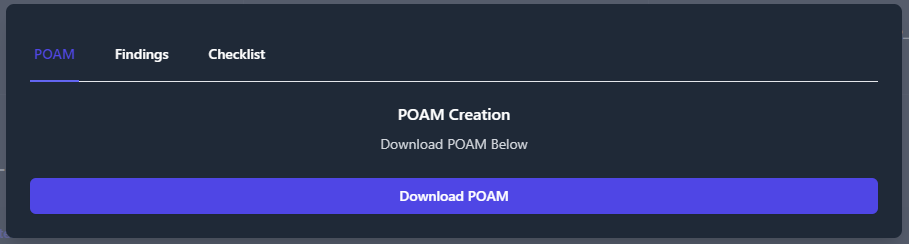 POAM Findings Checklist
POAM Creation
Download POAM Below
Download POAM